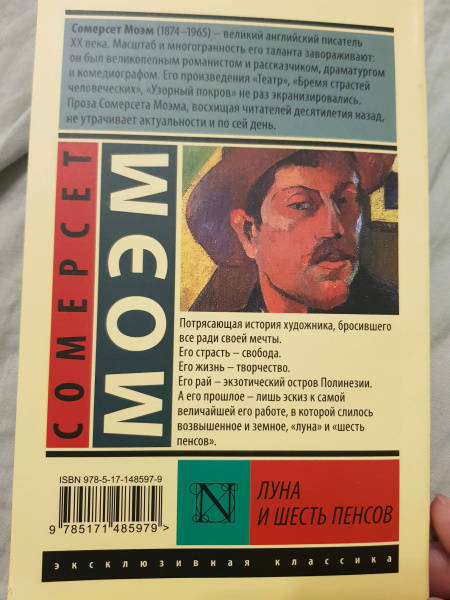 Сомерсет Моэм (1874–1965) – великий английский писатель
XX века. Масштаб и многогранность его таланта завораживают:
он был великолепным романистом и рассказчиком, драматургом
и комедиографом. Его произведения «Театр», «Бремя страстей
человеческих», «Узорный покров» не раз экранизировались.
Проза Сомерсета Моэма, восхищая читателей десятилетия назад,
не утрачивает актуальности и по сей день.
СОМЕРСЕТ
МОЭМ
Потрясающая история художника, бросившего
все ради своей мечты.
Его страсть – свобода.
Его жизнь – творчество.
Его рай – экзотический остров Полинезии.
А его прошлое – лишь эскиз к самой
величайшей его работе, в которой слилось
возвышенное и земное, «луна» и «шесть
пенсов».
ISBN 978-5-17-148597-9
9 785171 485979 >
N
ЛУНА
И ШЕСТЬ ПЕНСОВ
эксклюзивная классика